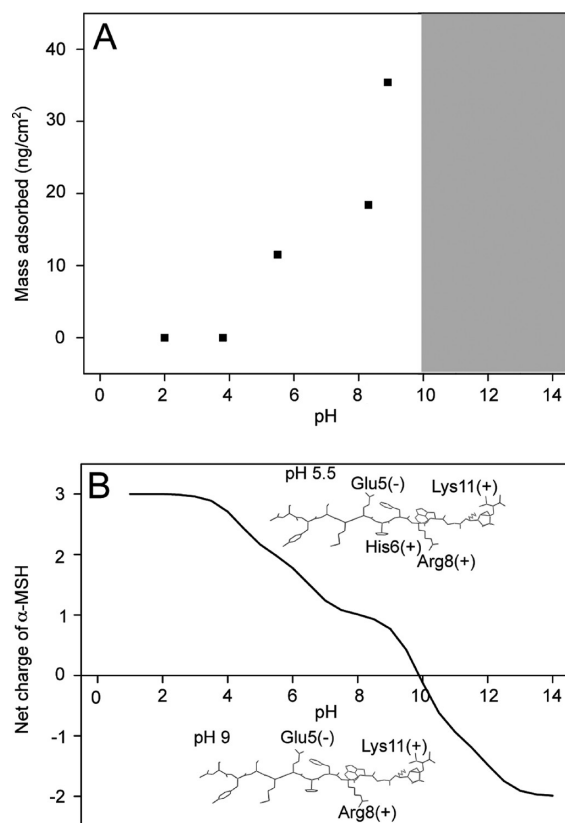 A
Mass adsorbed (ng/cm²)
40
30
20
10
0
0 2 4 6 8 10 12 14
pH
B
Net charge of α-MSH
3
2
1
0
-1
-2
pH 5.5
Glu5(-)
Lys11(+)
His6(+)
Arg8(+)
0 2 4 6 8 10 12 14
pH
pH 9
Glu5(-)
Lys11(+)
Arg8(+)